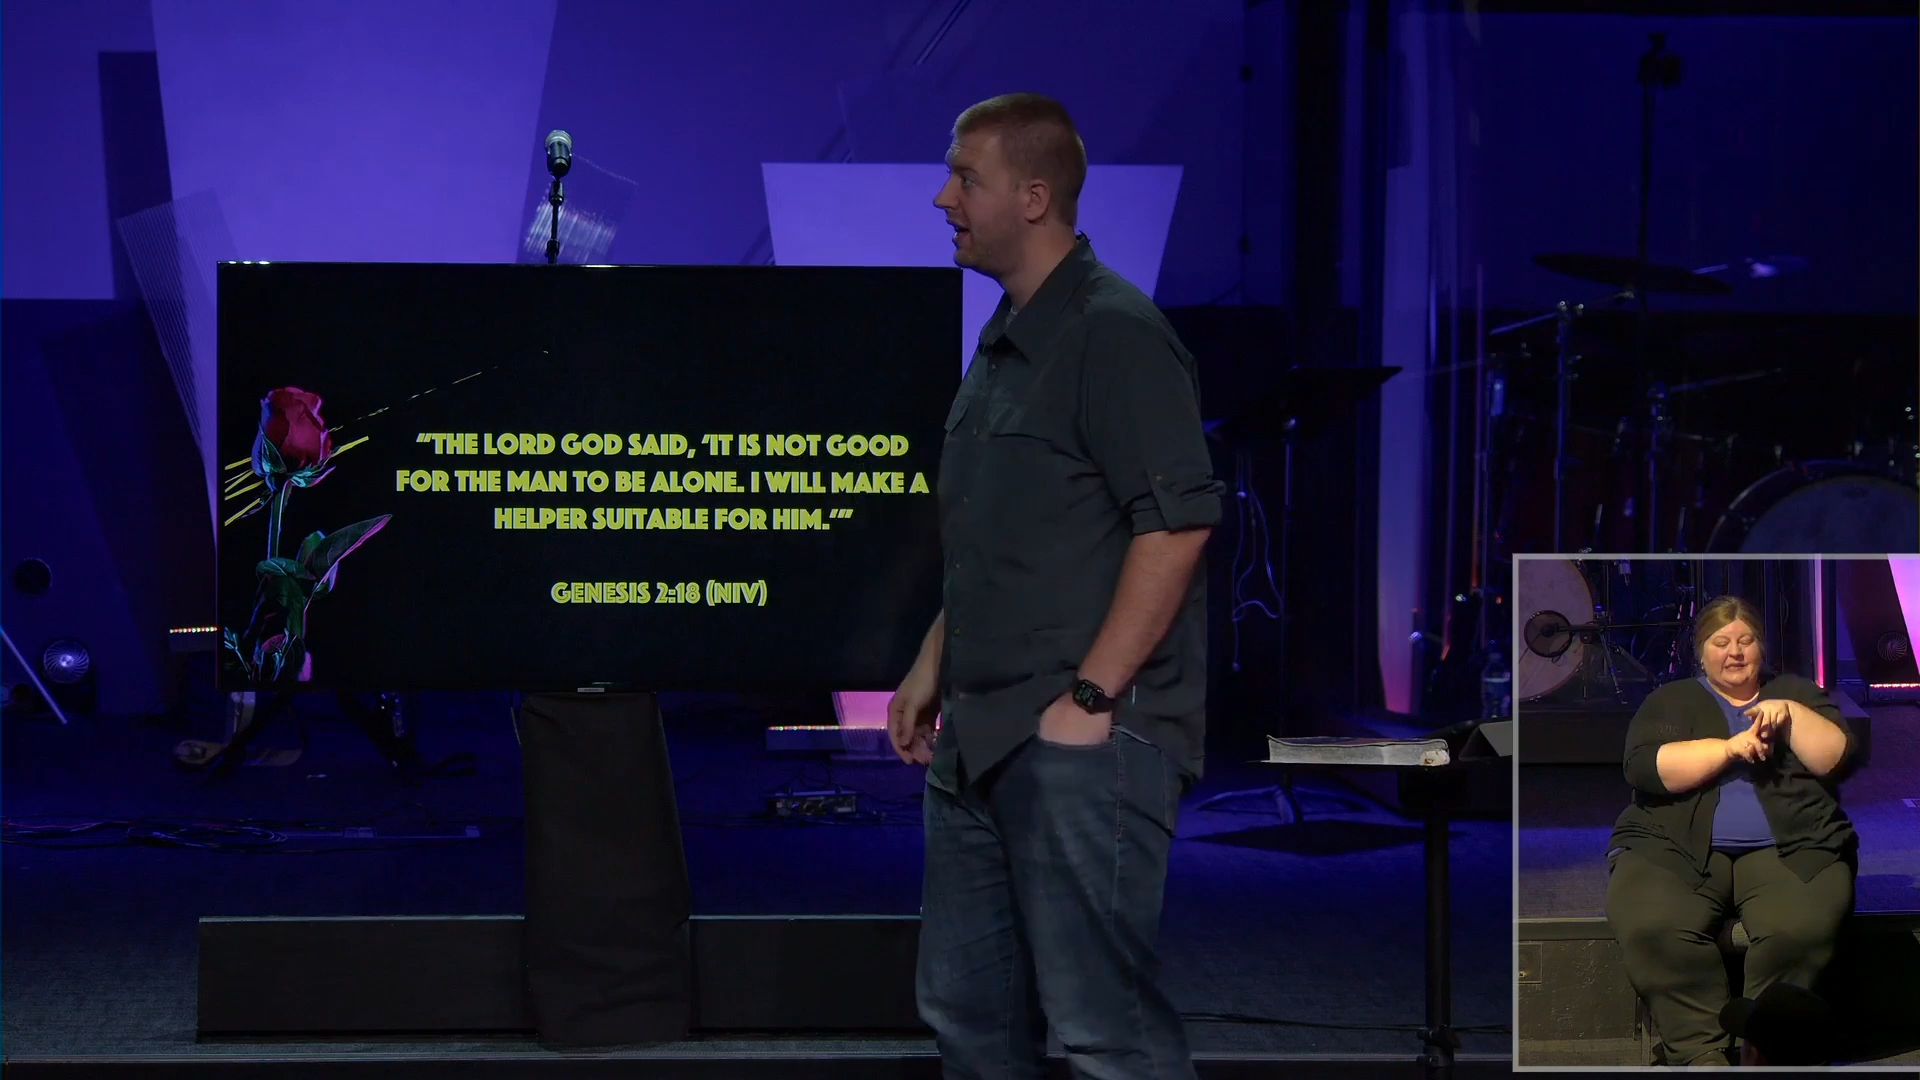 “THE LORD GOD SAID, ‘IT IS NOT GOOD
FOR THE MAN TO BE ALONE. I WILL MAKE A
HELPER SUITABLE FOR HIM.’”
GENESIS 2:18 (NIV)